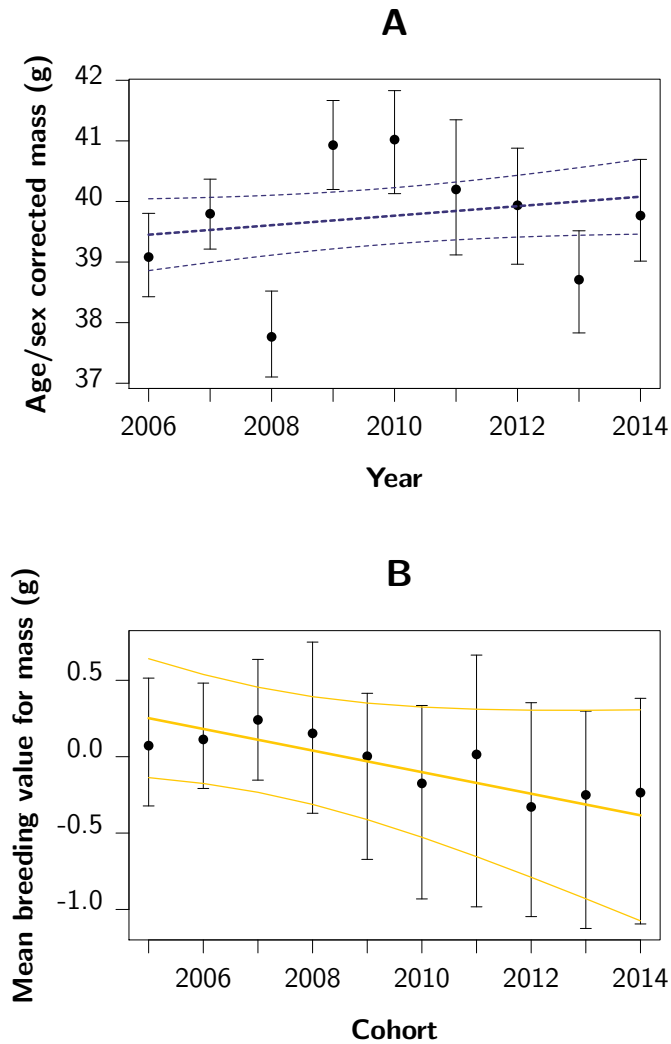 A
Age/sex corrected mass (g)
42
41
40
39
38
37
2006 2008 2010 2012 2014
Year
B
Mean breeding value for mass (g)
0.5
0.0
-0.5
-1.0
2006 2008 2010 2012 2014
Cohort